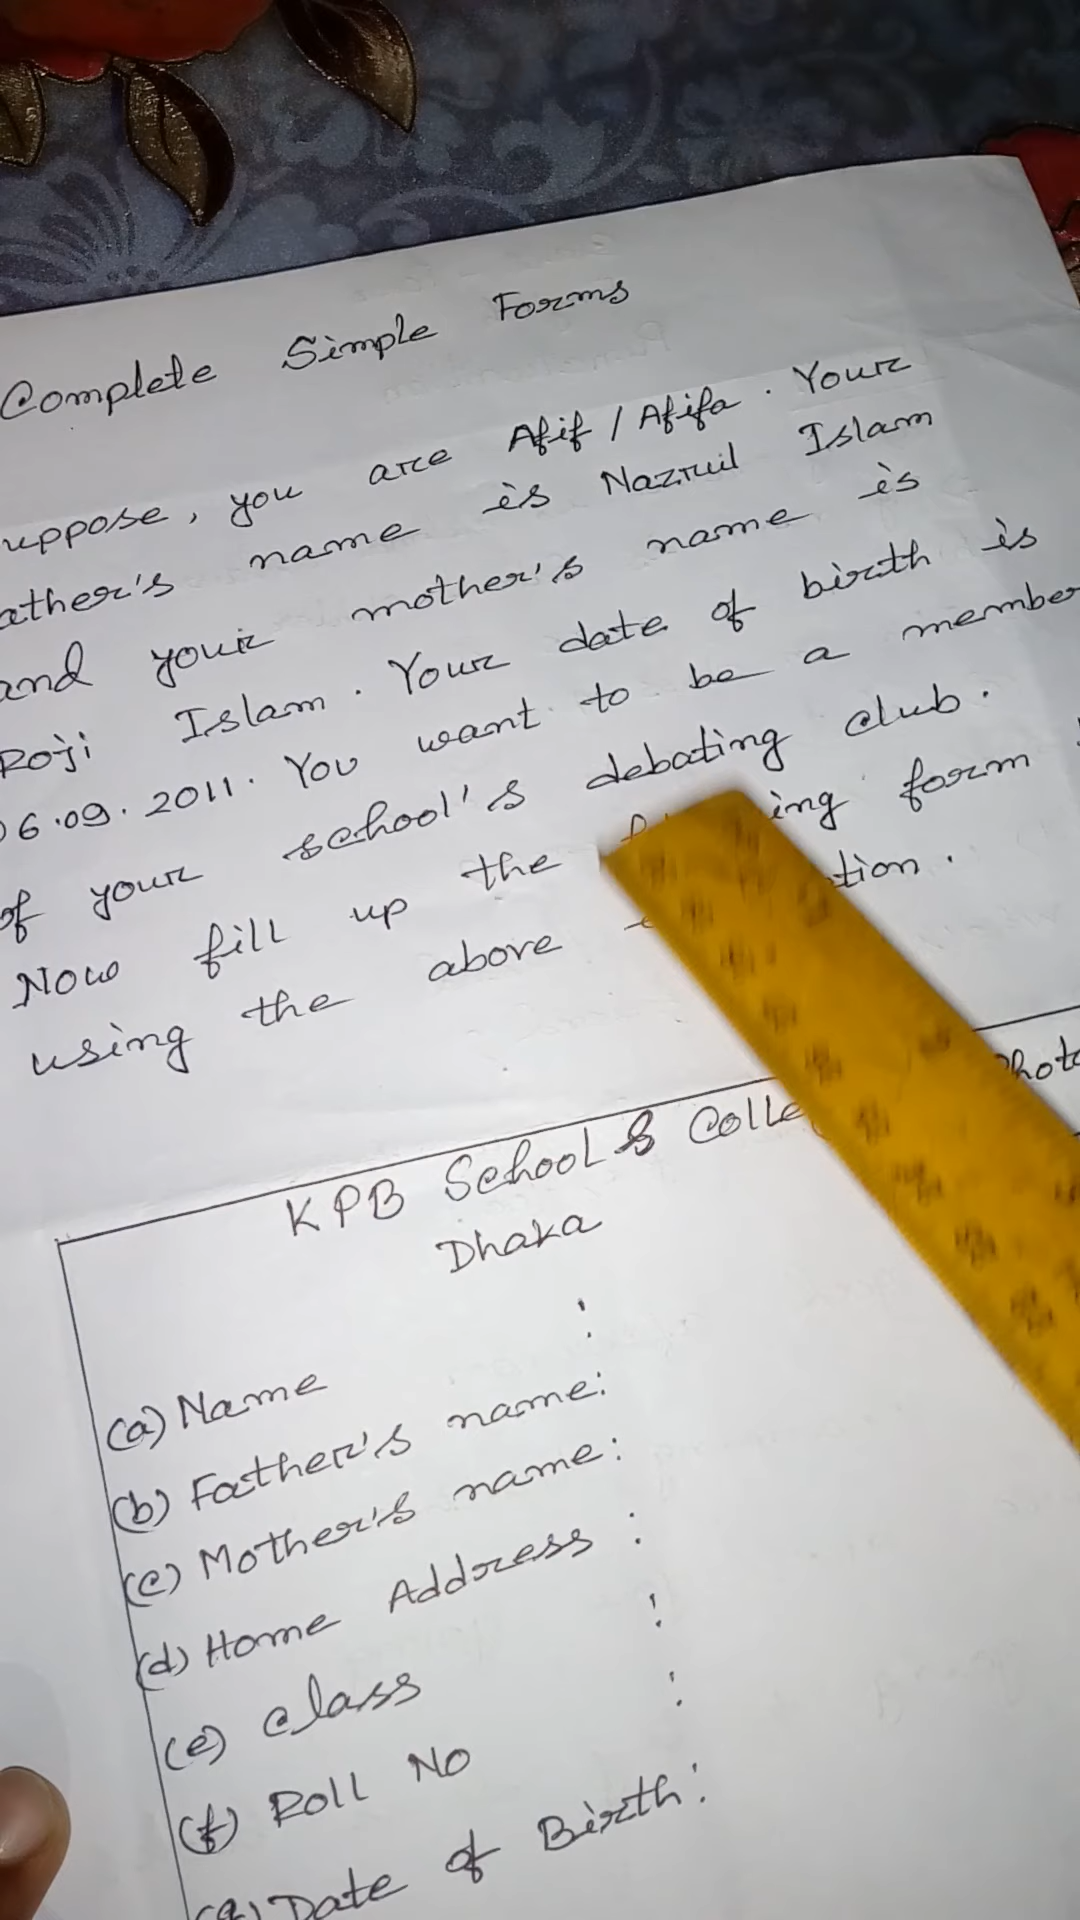 Complete Simple Forms
uppose, you are Afif / Afifa. Your
ather's name is Nazrul Islam
and your mother's name is
Roji Islam. Your date of birth is
06.09.2011. You want to be a member
of your school's debating club.
Now fill up the ing form
using the above tion.
Photo
KPB School & Colle
Dhaka
(a) Name :
(b) Father's name:
(c) Mother's name:
(d) Home Address :
(e) class :
(f) Roll No :
(g) Date of Birth: